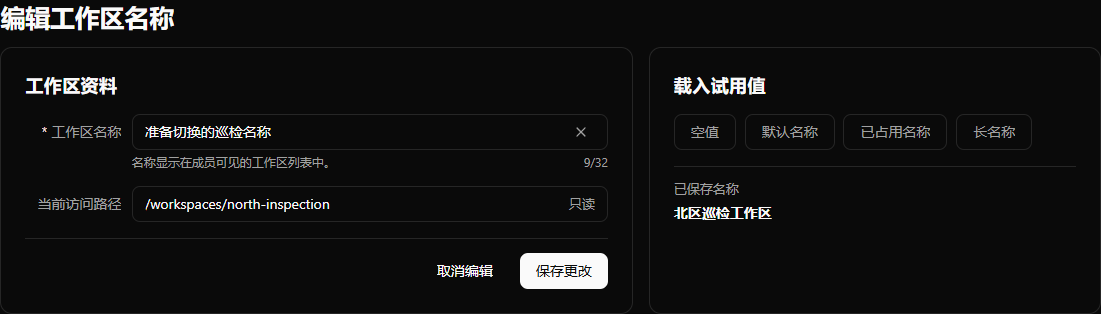 编辑工作区名称
工作区资料
* 工作区名称
准备切换的巡检名称
名称显示在成员可见的工作区列表中。
9/32
当前访问路径
/workspaces/north-inspection
只读
取消编辑
保存更改
载入试用值
空值
默认名称
已占用名称
长名称
已保存名称
北区巡检工作区